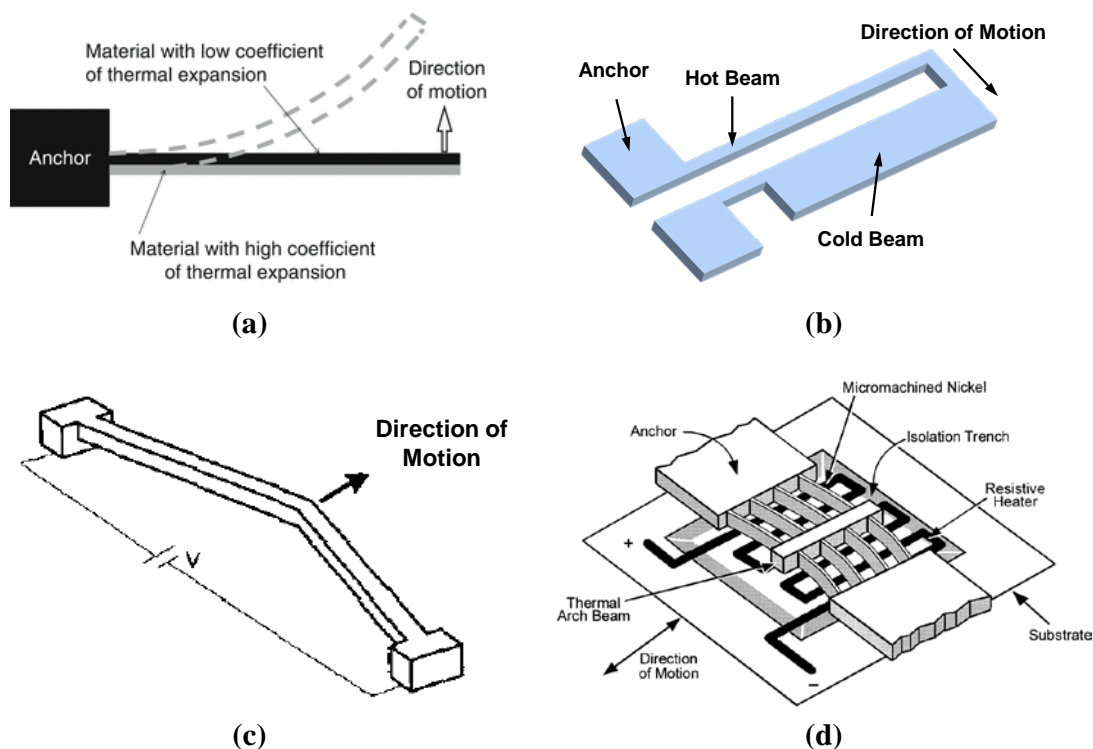 Material with low coefficient
of thermal expansion
Direction
of motion
Anchor
Material with high coefficient
of thermal expansion
(a)
Direction of Motion
Anchor
Hot Beam
Cold Beam
(b)
Direction of
Motion
V
(c)
Micromachined Nickel
Anchor
Isolation Trench
Resistive
Heater
+
Thermal
Arch Beam
Substrate
Direction
of Motion
–
(d)